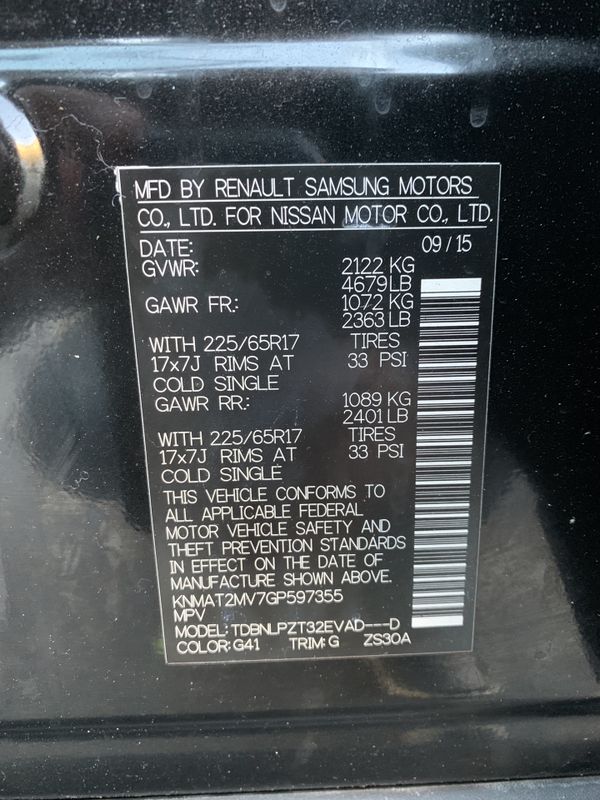 MFD BY RENAULT SAMSUNG MOTORS
CO., LTD. FOR NISSAN MOTOR CO., LTD.
DATE: 09/15
GVWR: 2122 KG
4679LB
GAWR FR.: 1072 KG
2363 LB
WITH 225/65R17 TIRES
17x7J RIMS AT 33 PSI
COLD SINGLE
GAWR RR.: 1089 KG
2401 LB
WITH 225/65R17 TIRES
17x7J RIMS AT 33 PSI
COLD SINGLE
THIS VEHICLE CONFORMS TO
ALL APPLICABLE FEDERAL
MOTOR VEHICLE SAFETY AND
THEFT PREVENTION STANDARDS
IN EFFECT ON THE DATE OF
MANUFACTURE SHOWN ABOVE.
KNMAT2MV7GP597355
MPV
MODEL: TDBNLPZT32EVAD---D
COLOR: G41 TRIM: G ZS30A